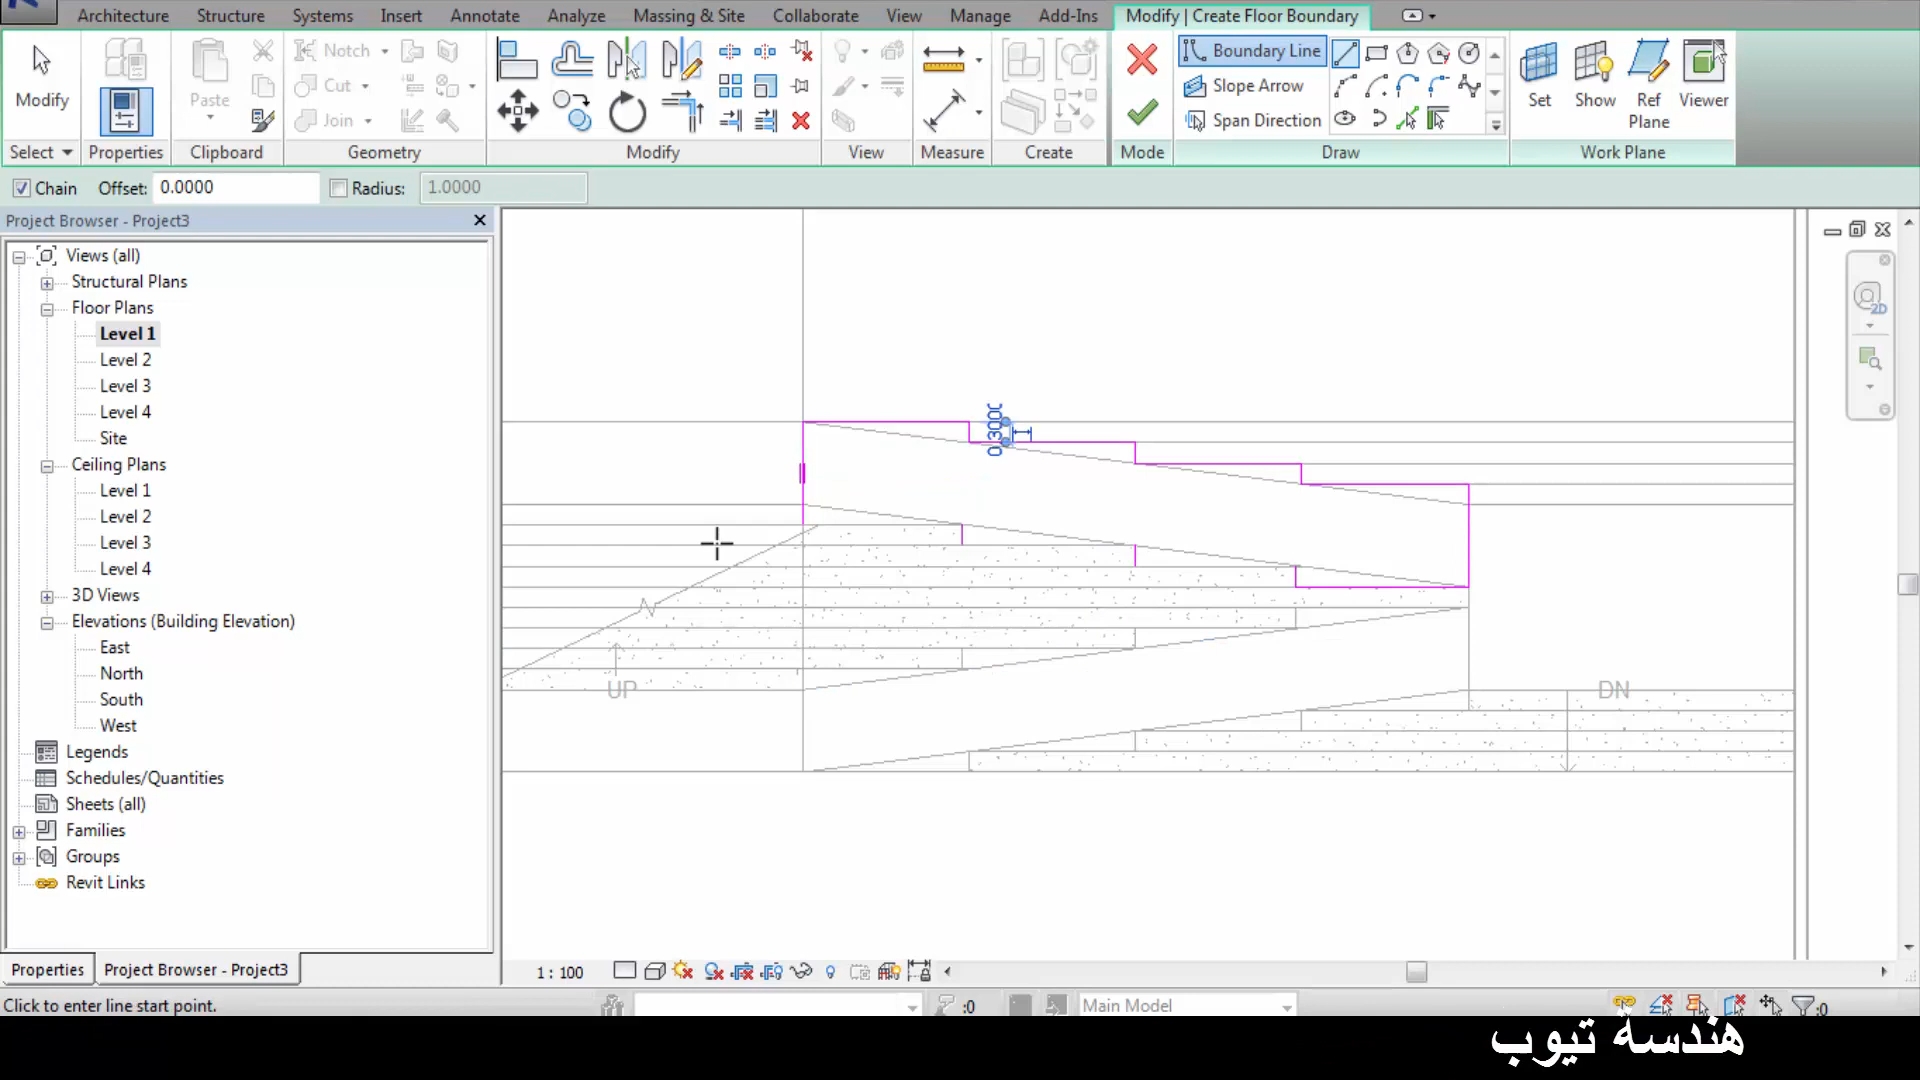 Architecture Structure Systems Insert Annotate Analyze Massing & Site Collaborate View Manage Add-Ins Modify | Create Floor Boundary
Notch Boundary Line
Modify Paste Cut Slope Arrow Set Show Ref Plane Viewer
Join Span Direction
Select Properties Clipboard Geometry Modify View Measure Create Mode Draw Work Plane
Chain Offset: 0.0000 Radius: 1.0000
Project Browser - Project3
Views (all)
Structural Plans
Floor Plans
Level 1
Level 2
Level 3
Level 4
Site
Ceiling Plans
Level 1
Level 2
Level 3
Level 4
3D Views
Elevations (Building Elevation)
East
North
South
West
Legends
Schedules/Quantities
Sheets (all)
Families
Groups
Revit Links
0.3000
UP
DN
2D
Properties Project Browser - Project3
1 : 100
Click to enter line start point. :0 Main Model :0
هندسة تيوب